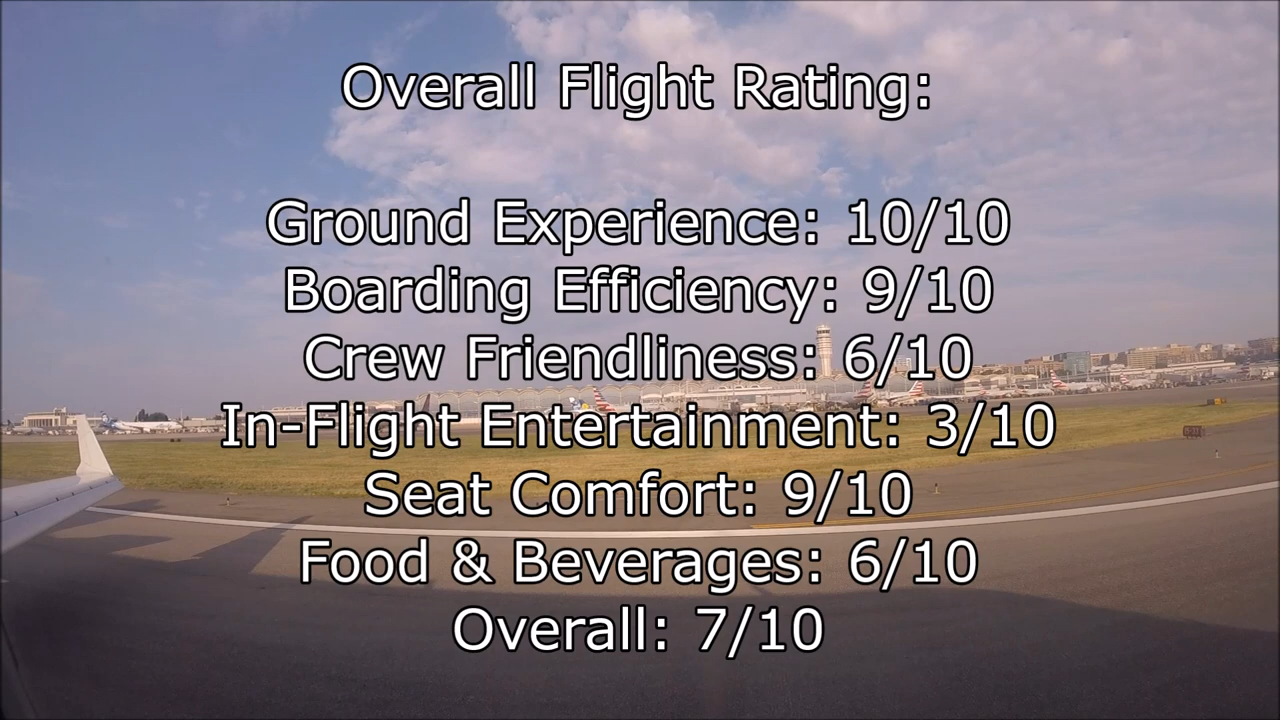 Overall Flight Rating:
Ground Experience: 10/10
Boarding Efficiency: 9/10
Crew Friendliness: 6/10
In-Flight Entertainment: 3/10
Seat Comfort: 9/10
Food & Beverages: 6/10
Overall: 7/10